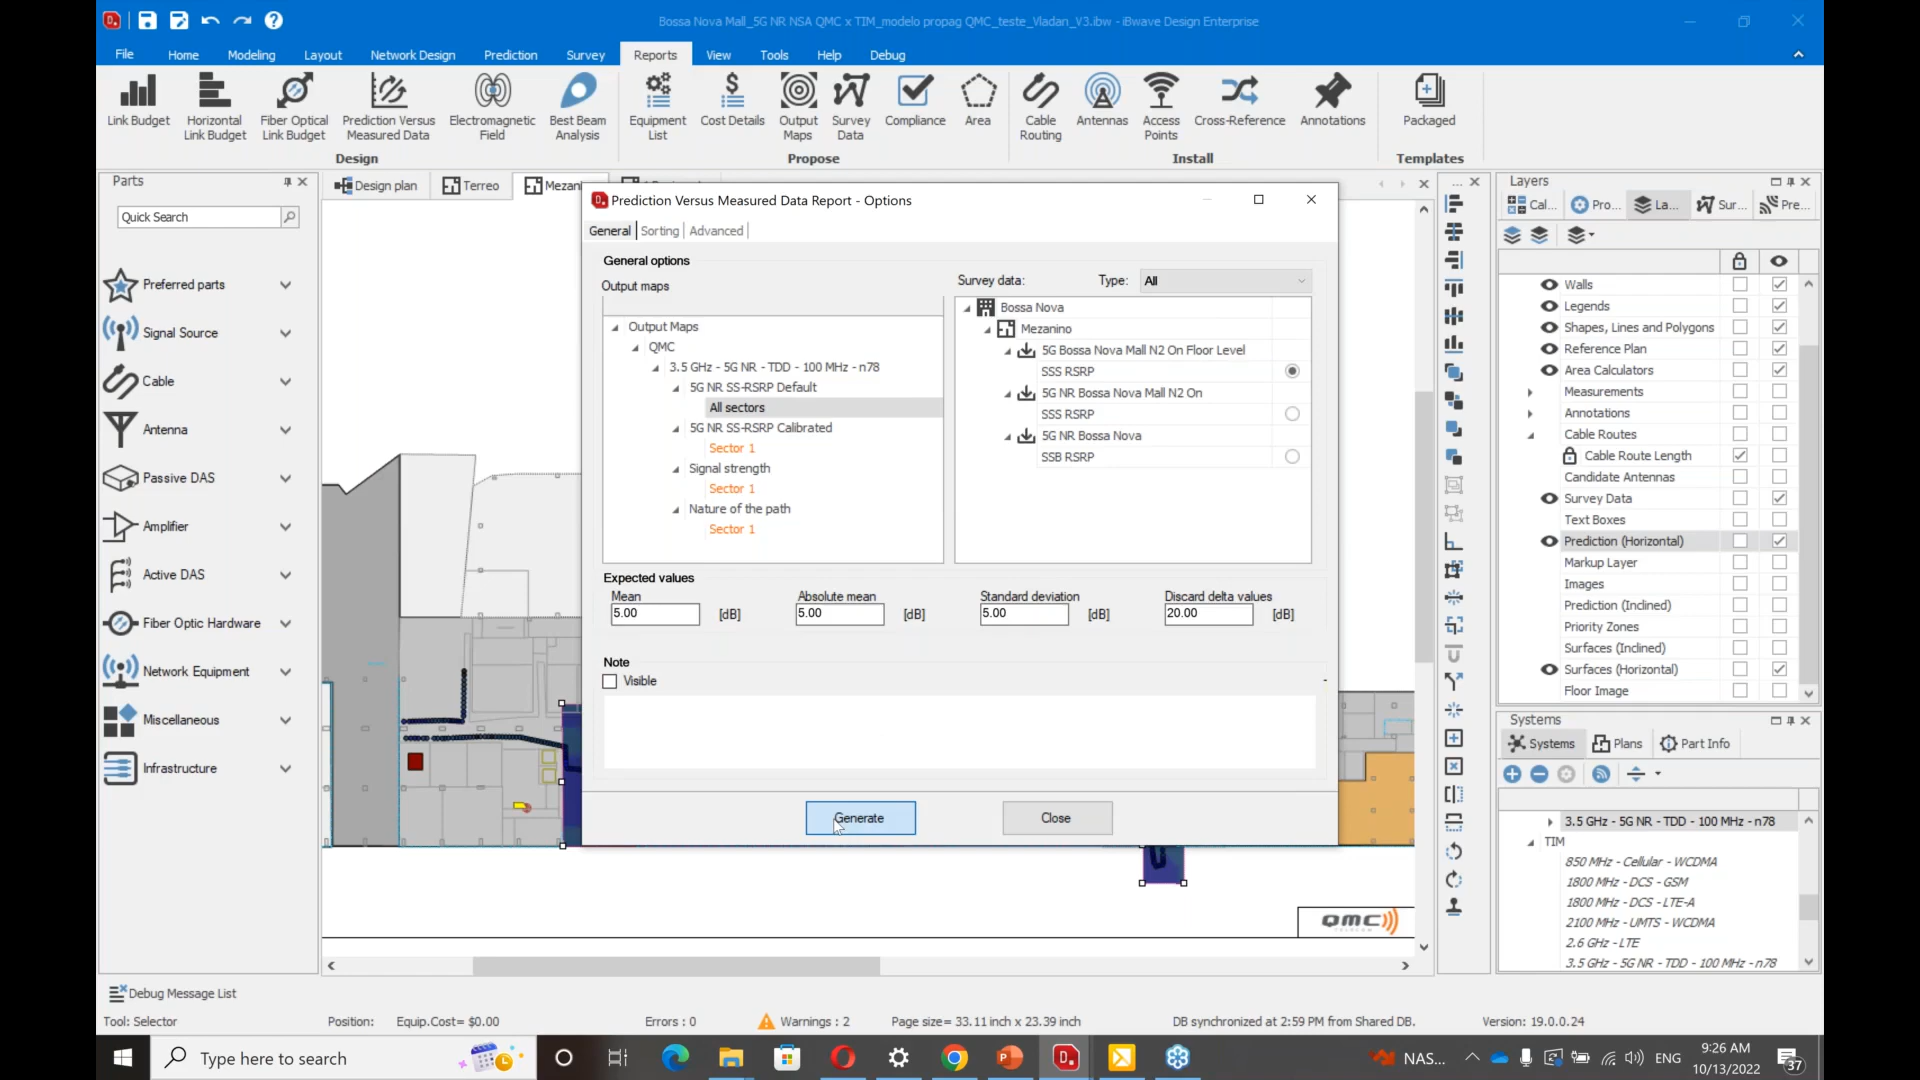 Bossa Nova Mall_5G NR NSA QMC x TIM_modelo propag QMC_teste_Vladan_V3.ibw - iBwave Design Enterprise
File Home Modeling Layout Network Design Prediction Survey Reports View Tools Help Debug
Link Budget
Horizontal
Link Budget
Fiber Optical
Link Budget
Prediction Versus
Measured Data
Electromagnetic
Field
Best Beam
Analysis
Equipment
List
Cost Details
Output
Maps
Survey
Data
Compliance
Area
Cable
Routing
Antennas
Access
Points
Cross-Reference
Annotations
Packaged
Design Propose Install Templates
Parts
Quick Search
Preferred parts
Signal Source
Cable
Antenna
Passive DAS
Amplifier
Active DAS
Fiber Optic Hardware
Network Equipment
Miscellaneous
Infrastructure
Design plan Terreo Mezani
Prediction Versus Measured Data Report - Options
General Sorting Advanced
General options
Output maps
Output Maps
QMC
3.5 GHz - 5G NR - TDD - 100 MHz - n78
5G NR SS-RSRP Default
All sectors
5G NR SS-RSRP Calibrated
Sector 1
Signal strength
Sector 1
Nature of the path
Sector 1
Survey data: Type: All
Bossa Nova
Mezanino
5G Bossa Nova Mall N2 On Floor Level
SSS RSRP
5G NR Bossa Nova Mall N2 On
SSS RSRP
5G NR Bossa Nova
SSB RSRP
Expected values
Mean Absolute mean Standard deviation Discard delta values
5.00 [dB] 5.00 [dB] 5.00 [dB] 20.00 [dB]
Note
Visible
Generate Close
QMC
TELECOM
Layers
Cal... Pro... La... Sur... Pre...
Walls
Legends
Shapes, Lines and Polygons
Reference Plan
Area Calculators
Measurements
Annotations
Cable Routes
Cable Route Length
Candidate Antennas
Survey Data
Text Boxes
Prediction (Horizontal)
Markup Layer
Images
Prediction (Inclined)
Priority Zones
Surfaces (Inclined)
Surfaces (Horizontal)
Floor Image
Systems
Systems Plans Part Info
3.5 GHz - 5G NR - TDD - 100 MHz - n78
TIM
850 MHz - Cellular - WCDMA
1800 MHz - DCS - GSM
1800 MHz - DCS - LTE-A
2100 MHz - UMTS - WCDMA
2.6 GHz - LTE
3.5 GHz - 5G NR - TDD - 100 MHz - n78
Debug Message List
Tool: Selector Position: Equip.Cost= $0.00 Errors : 0 Warnings : 2 Page size= 33.11 inch x 23.39 inch DB synchronized at 2:59 PM from Shared DB. Version: 19.0.0.24
Type here to search
NAS... ENG
9:26 AM
10/13/2022
37